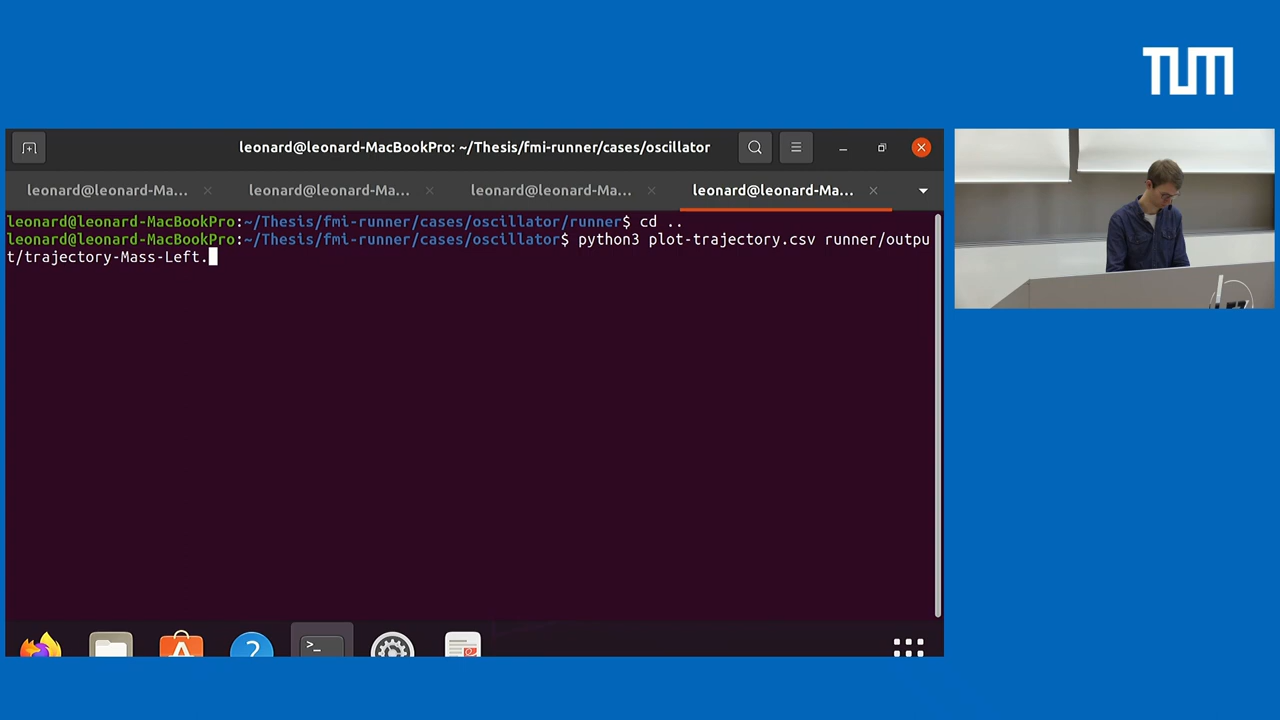 TUM
leonard@leonard-MacBookPro: ~/Thesis/fmi-runner/cases/oscillator
leonard@leonard-Ma...
leonard@leonard-Ma...
leonard@leonard-Ma...
leonard@leonard-Ma...
leonard@leonard-MacBookPro:~/Thesis/fmi-runner/cases/oscillator/runner$ cd ..
leonard@leonard-MacBookPro:~/Thesis/fmi-runner/cases/oscillator$ python3 plot-trajectory.csv runner/outpu
t/trajectory-Mass-Left.